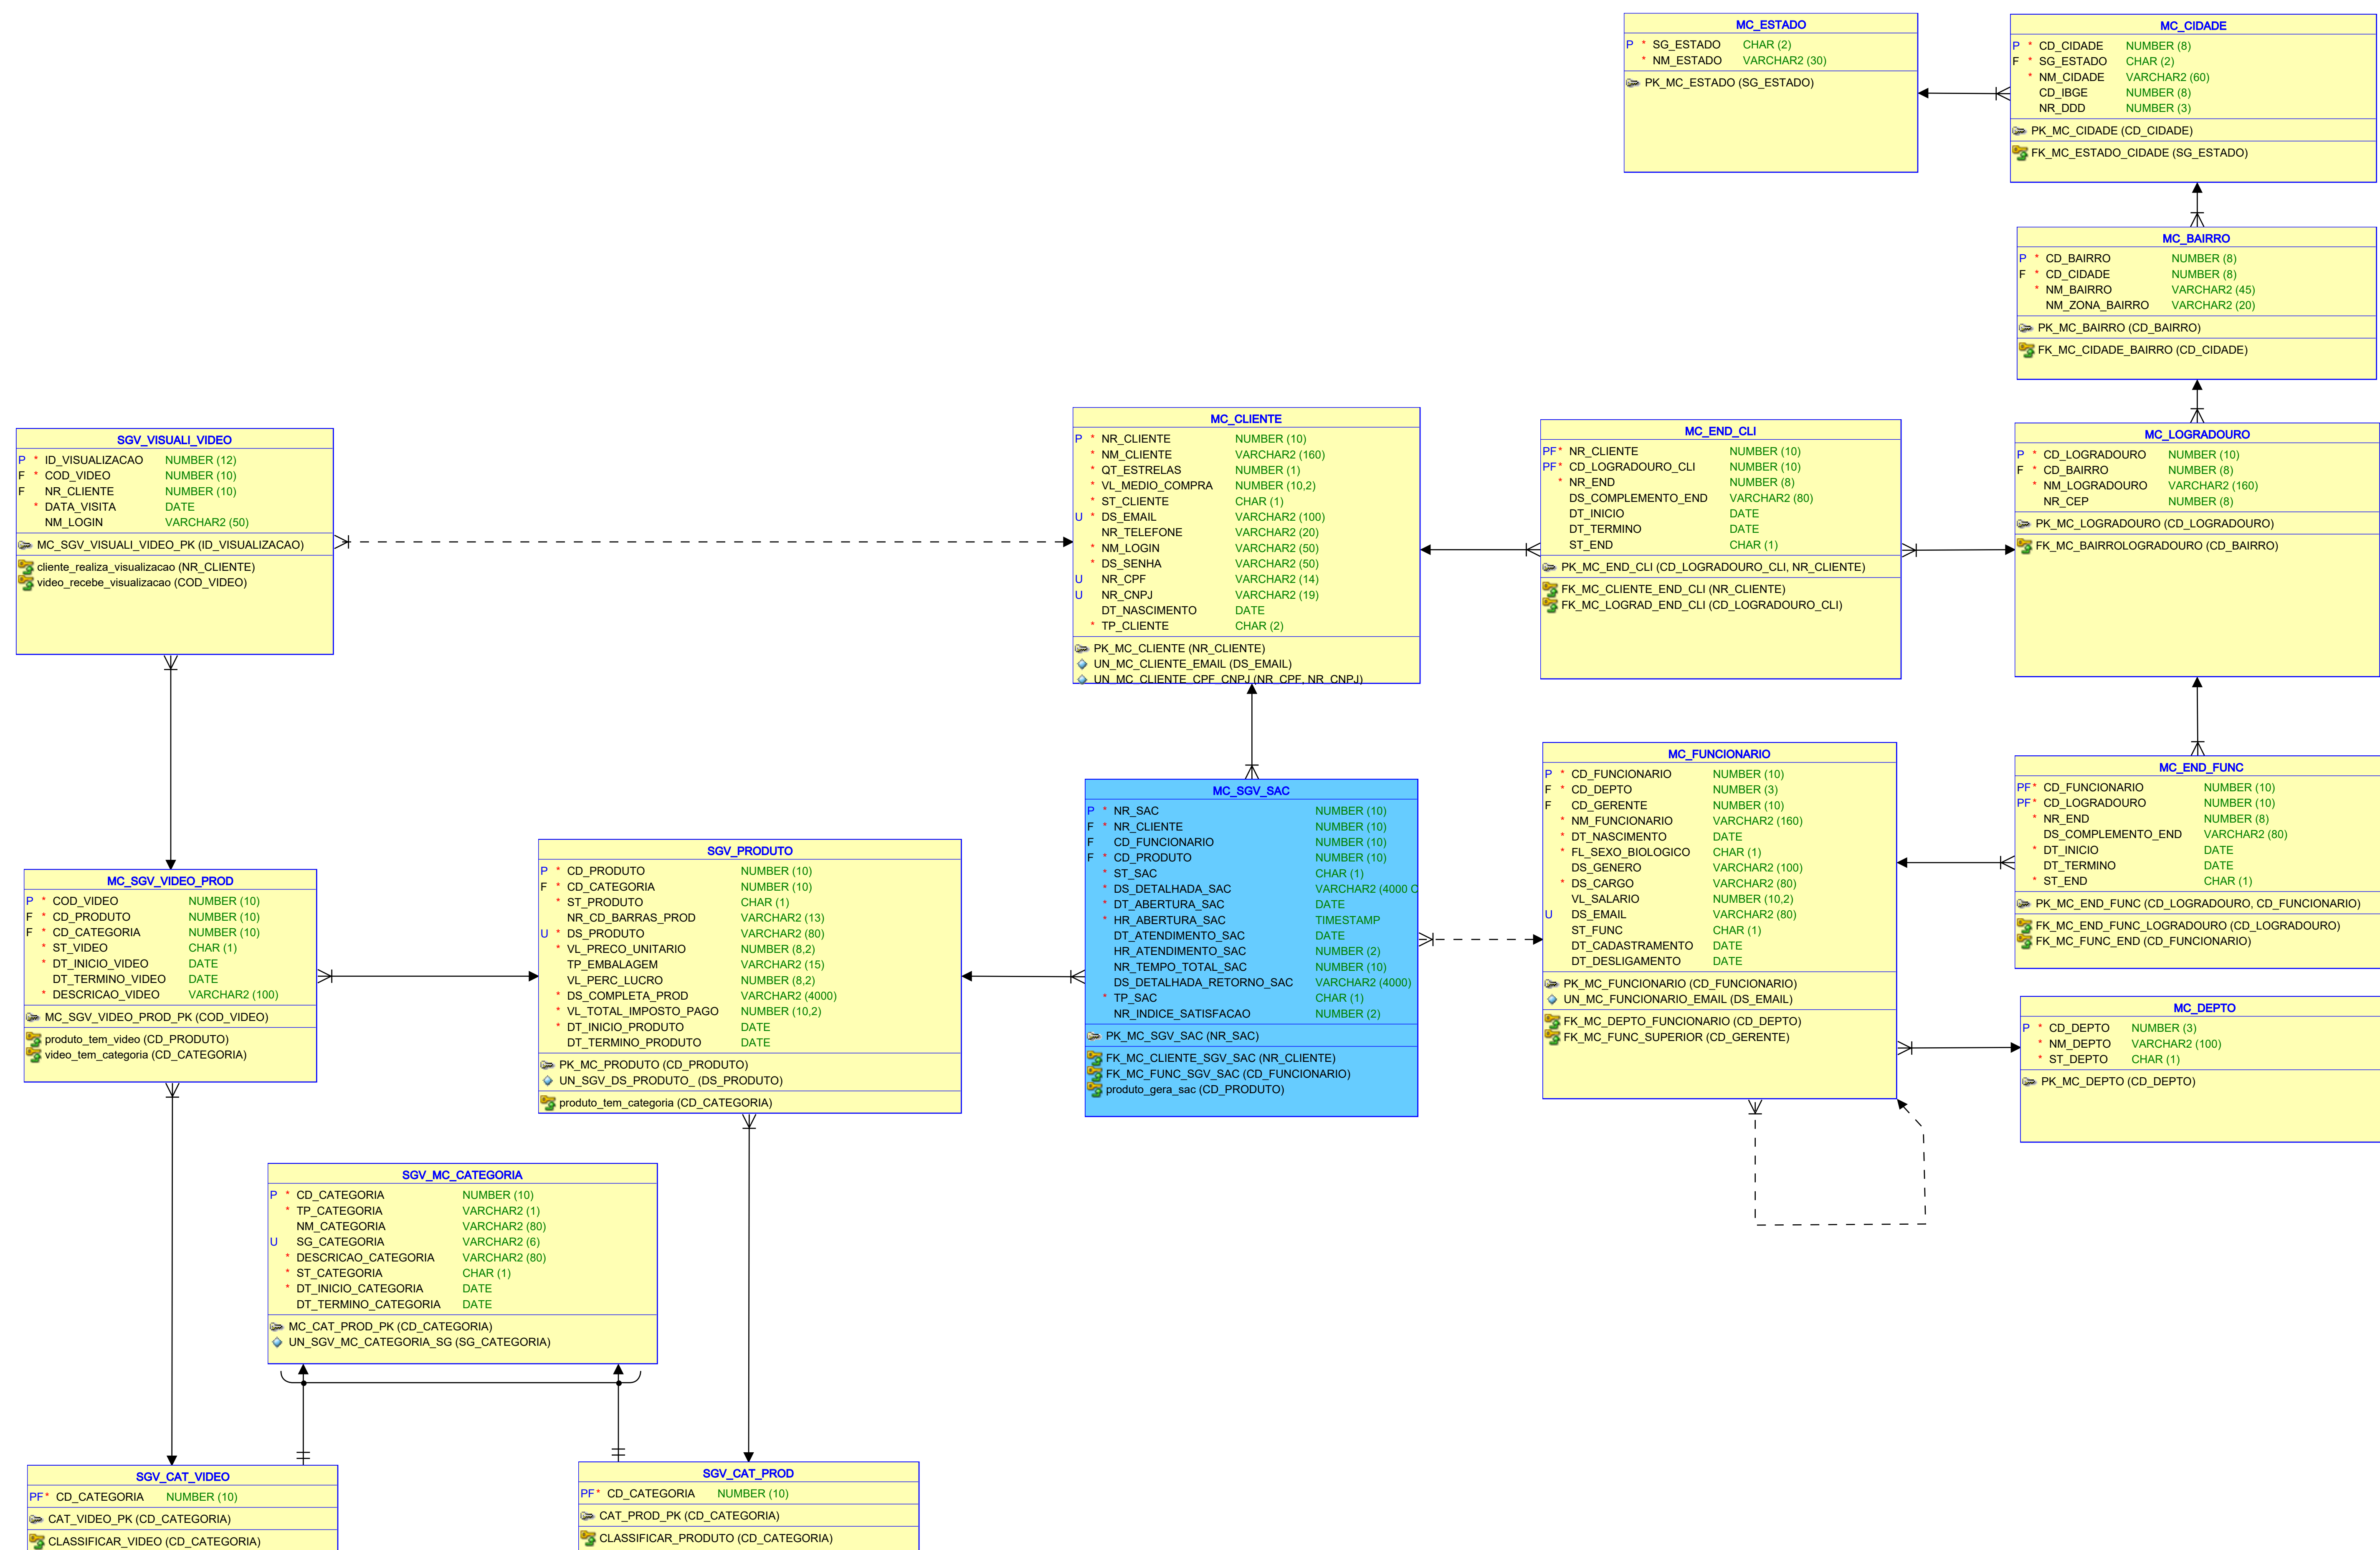 MC_ESTADO
P * SG_ESTADO CHAR (2)
* NM_ESTADO VARCHAR2 (30)
PK_MC_ESTADO (SG_ESTADO)
MC_CIDADE
P * CD_CIDADE NUMBER (8)
F * SG_ESTADO CHAR (2)
* NM_CIDADE VARCHAR2 (60)
CD_IBGE NUMBER (8)
NR_DDD NUMBER (3)
PK_MC_CIDADE (CD_CIDADE)
FK_MC_ESTADO_CIDADE (SG_ESTADO)
MC_BAIRRO
P * CD_BAIRRO NUMBER (8)
F * CD_CIDADE NUMBER (8)
* NM_BAIRRO VARCHAR2 (45)
NM_ZONA_BAIRRO VARCHAR2 (20)
PK_MC_BAIRRO (CD_BAIRRO)
FK_MC_CIDADE_BAIRRO (CD_CIDADE)
SGV_VISUALI_VIDEO
P * ID_VISUALIZACAO NUMBER (12)
F * COD_VIDEO NUMBER (10)
F NR_CLIENTE NUMBER (10)
* DATA_VISITA DATE
NM_LOGIN VARCHAR2 (50)
MC_SGV_VISUALI_VIDEO_PK (ID_VISUALIZACAO)
cliente_realiza_visualizacao (NR_CLIENTE)
video_recebe_visualizacao (COD_VIDEO)
MC_CLIENTE
P * NR_CLIENTE NUMBER (10)
* NM_CLIENTE VARCHAR2 (160)
* QT_ESTRELAS NUMBER (1)
* VL_MEDIO_COMPRA NUMBER (10,2)
* ST_CLIENTE CHAR (1)
U * DS_EMAIL VARCHAR2 (100)
NR_TELEFONE VARCHAR2 (20)
* NM_LOGIN VARCHAR2 (50)
* DS_SENHA VARCHAR2 (50)
U NR_CPF VARCHAR2 (14)
U NR_CNPJ VARCHAR2 (19)
DT_NASCIMENTO DATE
* TP_CLIENTE CHAR (2)
PK_MC_CLIENTE (NR_CLIENTE)
UN_MC_CLIENTE_EMAIL (DS_EMAIL)
UN_MC_CLIENTE_CPF_CNPJ (NR_CPF, NR_CNPJ)
MC_END_CLI
PF* NR_CLIENTE NUMBER (10)
PF* CD_LOGRADOURO_CLI NUMBER (10)
* NR_END NUMBER (8)
DS_COMPLEMENTO_END VARCHAR2 (80)
DT_INICIO DATE
DT_TERMINO DATE
ST_END CHAR (1)
PK_MC_END_CLI (CD_LOGRADOURO_CLI, NR_CLIENTE)
FK_MC_CLIENTE_END_CLI (NR_CLIENTE)
FK_MC_LOGRAD_END_CLI (CD_LOGRADOURO_CLI)
MC_LOGRADOURO
P * CD_LOGRADOURO NUMBER (10)
F * CD_BAIRRO NUMBER (8)
* NM_LOGRADOURO VARCHAR2 (160)
NR_CEP NUMBER (8)
PK_MC_LOGRADOURO (CD_LOGRADOURO)
FK_MC_BAIRROLOGRADOURO (CD_BAIRRO)
MC_SGV_VIDEO_PROD
P * COD_VIDEO NUMBER (10)
F * CD_PRODUTO NUMBER (10)
F * CD_CATEGORIA NUMBER (10)
* ST_VIDEO CHAR (1)
* DT_INICIO_VIDEO DATE
DT_TERMINO_VIDEO DATE
* DESCRICAO_VIDEO VARCHAR2 (100)
MC_SGV_VIDEO_PROD_PK (COD_VIDEO)
produto_tem_video (CD_PRODUTO)
video_tem_categoria (CD_CATEGORIA)
SGV_PRODUTO
P * CD_PRODUTO NUMBER (10)
F * CD_CATEGORIA NUMBER (10)
* ST_PRODUTO CHAR (1)
NR_CD_BARRAS_PROD VARCHAR2 (13)
U * DS_PRODUTO VARCHAR2 (80)
* VL_PRECO_UNITARIO NUMBER (8,2)
TP_EMBALAGEM VARCHAR2 (15)
VL_PERC_LUCRO NUMBER (8,2)
* DS_COMPLETA_PROD VARCHAR2 (4000)
* VL_TOTAL_IMPOSTO_PAGO NUMBER (10,2)
* DT_INICIO_PRODUTO DATE
DT_TERMINO_PRODUTO DATE
PK_MC_PRODUTO (CD_PRODUTO)
UN_SGV_DS_PRODUTO_ (DS_PRODUTO)
produto_tem_categoria (CD_CATEGORIA)
MC_SGV_SAC
P * NR_SAC NUMBER (10)
F * NR_CLIENTE NUMBER (10)
F CD_FUNCIONARIO NUMBER (10)
F * CD_PRODUTO NUMBER (10)
* ST_SAC CHAR (1)
* DS_DETALHADA_SAC VARCHAR2 (4000 C
* DT_ABERTURA_SAC DATE
* HR_ABERTURA_SAC TIMESTAMP
DT_ATENDIMENTO_SAC DATE
HR_ATENDIMENTO_SAC NUMBER (2)
NR_TEMPO_TOTAL_SAC NUMBER (10)
DS_DETALHADA_RETORNO_SAC VARCHAR2 (4000)
* TP_SAC CHAR (1)
NR_INDICE_SATISFACAO NUMBER (2)
PK_MC_SGV_SAC (NR_SAC)
FK_MC_CLIENTE_SGV_SAC (NR_CLIENTE)
FK_MC_FUNC_SGV_SAC (CD_FUNCIONARIO)
produto_gera_sac (CD_PRODUTO)
MC_FUNCIONARIO
P * CD_FUNCIONARIO NUMBER (10)
F * CD_DEPTO NUMBER (3)
F CD_GERENTE NUMBER (10)
* NM_FUNCIONARIO VARCHAR2 (160)
* DT_NASCIMENTO DATE
* FL_SEXO_BIOLOGICO CHAR (1)
DS_GENERO VARCHAR2 (100)
* DS_CARGO VARCHAR2 (80)
VL_SALARIO NUMBER (10,2)
U DS_EMAIL VARCHAR2 (80)
ST_FUNC CHAR (1)
DT_CADASTRAMENTO DATE
DT_DESLIGAMENTO DATE
PK_MC_FUNCIONARIO (CD_FUNCIONARIO)
UN_MC_FUNCIONARIO_EMAIL (DS_EMAIL)
FK_MC_DEPTO_FUNCIONARIO (CD_DEPTO)
FK_MC_FUNC_SUPERIOR (CD_GERENTE)
MC_END_FUNC
PF* CD_FUNCIONARIO NUMBER (10)
PF* CD_LOGRADOURO NUMBER (10)
* NR_END NUMBER (8)
DS_COMPLEMENTO_END VARCHAR2 (80)
* DT_INICIO DATE
DT_TERMINO DATE
* ST_END CHAR (1)
PK_MC_END_FUNC (CD_LOGRADOURO, CD_FUNCIONARIO)
FK_MC_END_FUNC_LOGRADOURO (CD_LOGRADOURO)
FK_MC_FUNC_END (CD_FUNCIONARIO)
MC_DEPTO
P * CD_DEPTO NUMBER (3)
* NM_DEPTO VARCHAR2 (100)
* ST_DEPTO CHAR (1)
PK_MC_DEPTO (CD_DEPTO)
SGV_MC_CATEGORIA
P * CD_CATEGORIA NUMBER (10)
* TP_CATEGORIA VARCHAR2 (1)
NM_CATEGORIA VARCHAR2 (80)
U SG_CATEGORIA VARCHAR2 (6)
* DESCRICAO_CATEGORIA VARCHAR2 (80)
* ST_CATEGORIA CHAR (1)
* DT_INICIO_CATEGORIA DATE
DT_TERMINO_CATEGORIA DATE
MC_CAT_PROD_PK (CD_CATEGORIA)
UN_SGV_MC_CATEGORIA_SG (SG_CATEGORIA)
SGV_CAT_VIDEO
PF* CD_CATEGORIA NUMBER (10)
CAT_VIDEO_PK (CD_CATEGORIA)
CLASSIFICAR_VIDEO (CD_CATEGORIA)
SGV_CAT_PROD
PF* CD_CATEGORIA NUMBER (10)
CAT_PROD_PK (CD_CATEGORIA)
CLASSIFICAR_PRODUTO (CD_CATEGORIA)